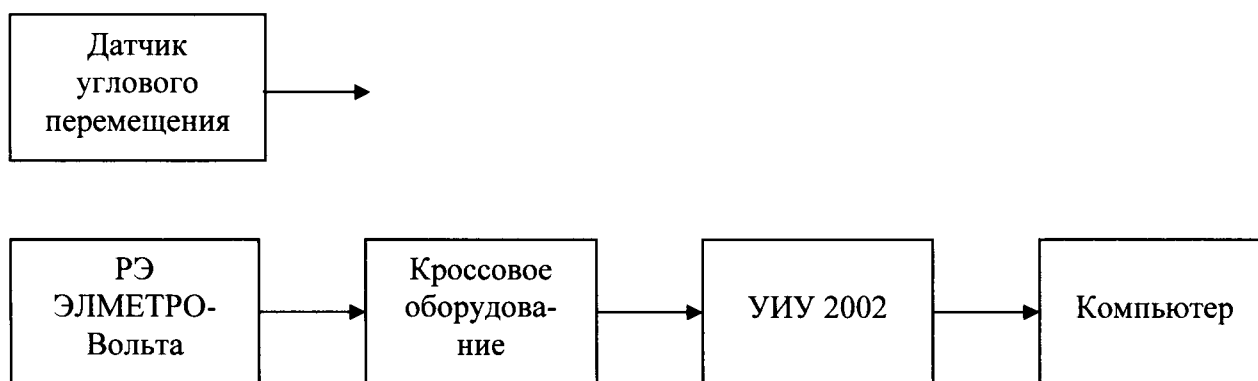 Датчик
углового
перемещения
РЭ
ЭЛМЕТРО-
Вольта
Кроссовое
оборудова-
ние
УИУ 2002
Компьютер